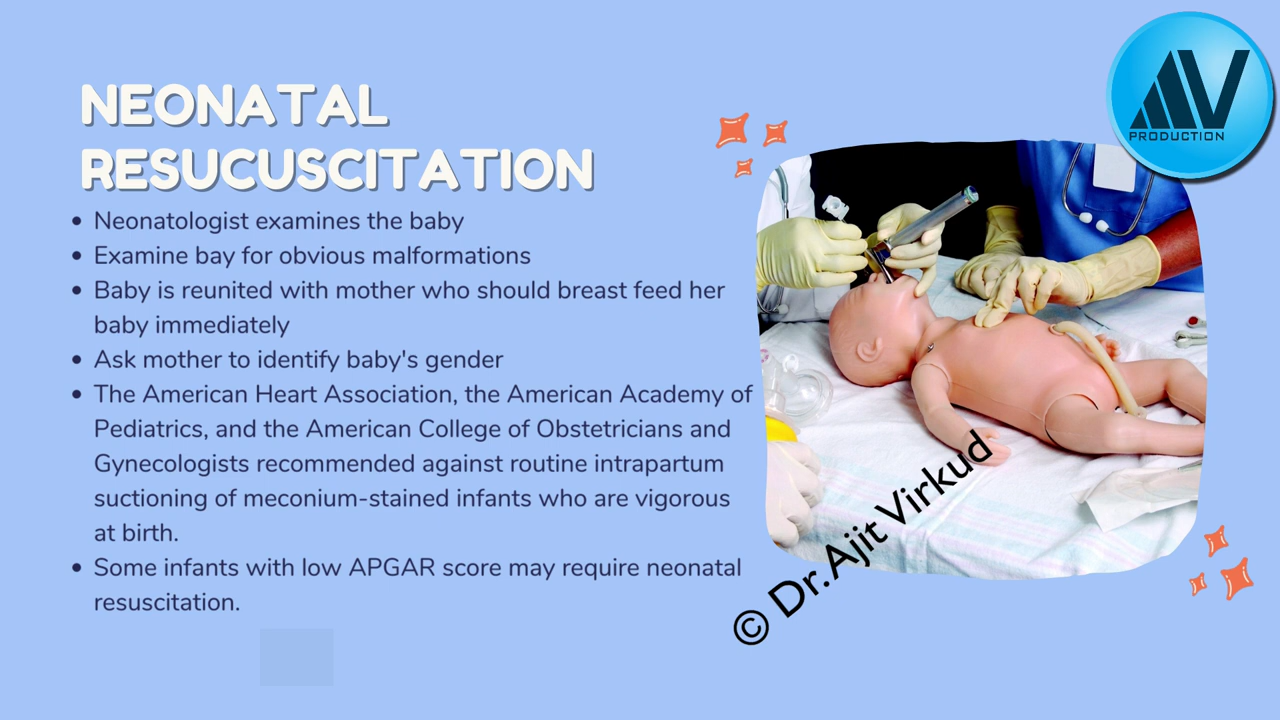 NEONATAL
RESUCUSCITATION
• Neonatologist examines the baby
• Examine bay for obvious malformations
• Baby is reunited with mother who should breast feed her
baby immediately
• Ask mother to identify baby's gender
• The American Heart Association, the American Academy of
Pediatrics, and the American College of Obstetricians and
Gynecologists recommended against routine intrapartum
suctioning of meconium-stained infants who are vigorous
at birth.
• Some infants with low APGAR score may require neonatal
resuscitation.
AV
PRODUCTION
© Dr.Ajit Virkud